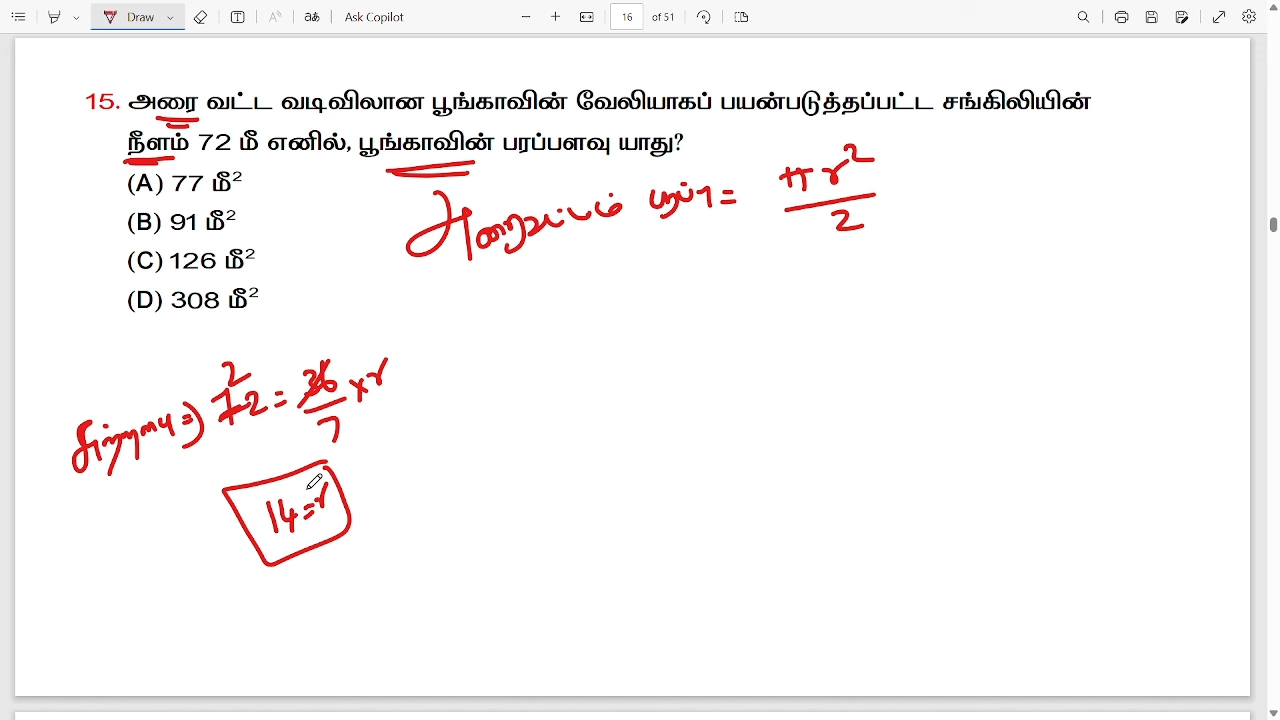 Draw
Ask Copilot
16 of 51
15. அரை வட்ட வடிவிலான பூங்காவின் வேலியாகப் பயன்படுத்தப்பட்ட சங்கிலியின்
நீளம் 72 மீ எனில், பூங்காவின் பரப்பளவு யாது?
(A) 77 மீ²
(B) 91 மீ²
(C) 126 மீ²
(D) 308 மீ²
அரைவட்டம் பரப்பு = πr²/2
சுற்றளவு ⇒ 72 = 36/7 × r
2
14 = r